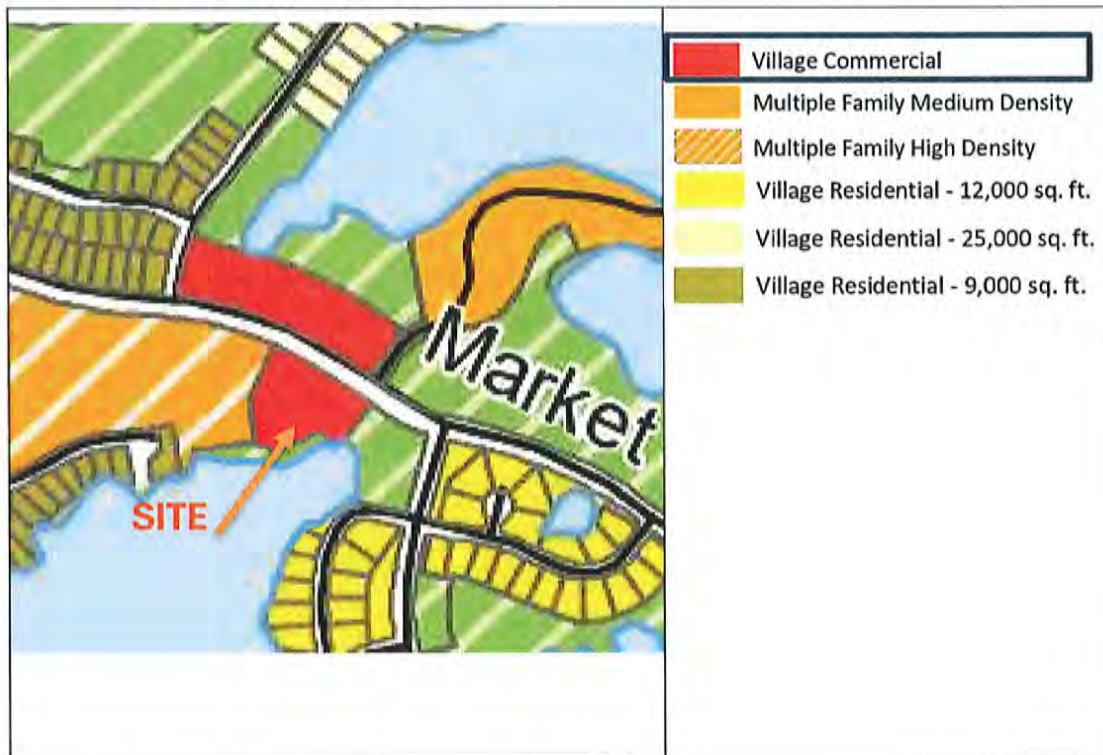 Village Commercial
Multiple Family Medium Density
Multiple Family High Density
Village Residential - 12,000 sq. ft.
Village Residential - 25,000 sq. ft.
Village Residential - 9,000 sq. ft.
Market
SITE